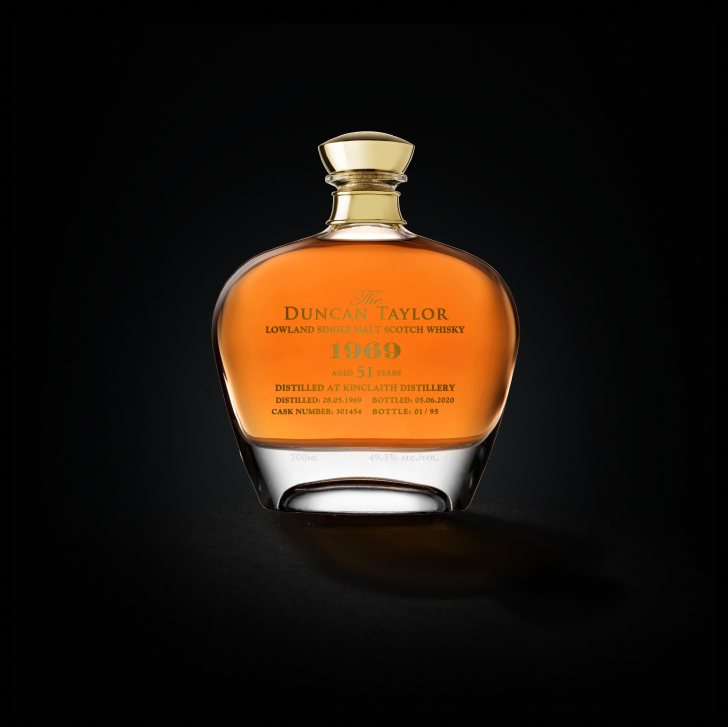 The
DUNCAN TAYLOR
LOWLAND SINGLE MALT SCOTCH WHISKY
1969
AGED 51 YEARS
DISTILLED AT KINCLAITH DISTILLERY
DISTILLED: 28.05.1969 BOTTLED: 05.06.2020
CASK NUMBER: 301454 BOTTLE: 01 / 95
700ML 49.3% ALC./VOL.